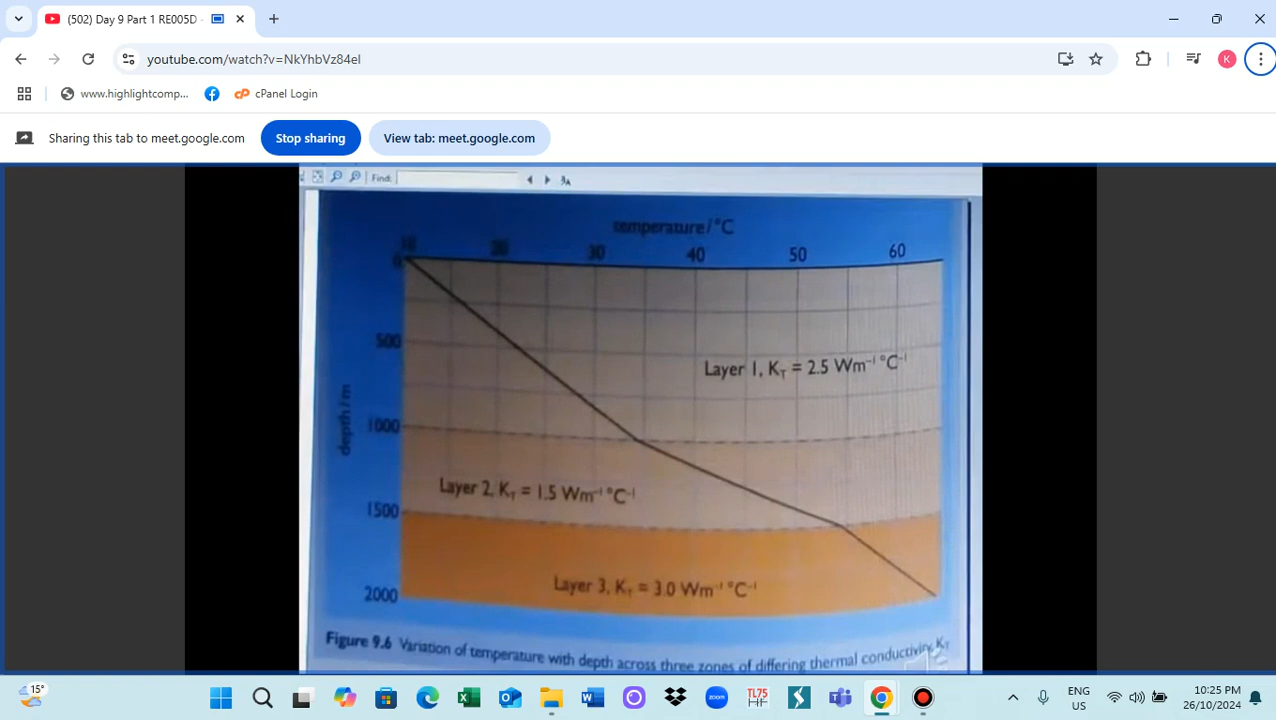 (502) Day 9 Part 1 RE005D -
youtube.com/watch?v=NkYhbVz84eI
K
www.highlightcomp...
cPanel Login
Sharing this tab to meet.google.com
Stop sharing
View tab: meet.google.com
Find:
temperature/°C
10 20 30 40 50 60
0
500
Layer 1, K_T = 2.5 Wm⁻¹ °C⁻¹
depth/m
1000
Layer 2, K_T = 1.5 Wm⁻¹ °C⁻¹
1500
Layer 3, K_T = 3.0 Wm⁻¹ °C⁻¹
2000
Figure 9.6 Variation of temperature with depth across three zones of differing thermal conductivity K_T
15°
zoom
TL75
ENG
US
10:25 PM
26/10/2024